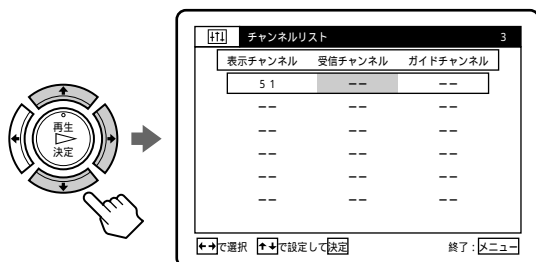 チャンネルリスト 3
表示チャンネル 受信チャンネル ガイドチャンネル
51 -- --
-- -- --
-- -- --
-- -- --
-- -- --
-- -- --
再生
決定
←→で選択 ↑↓で設定して決定 終了:メニュー